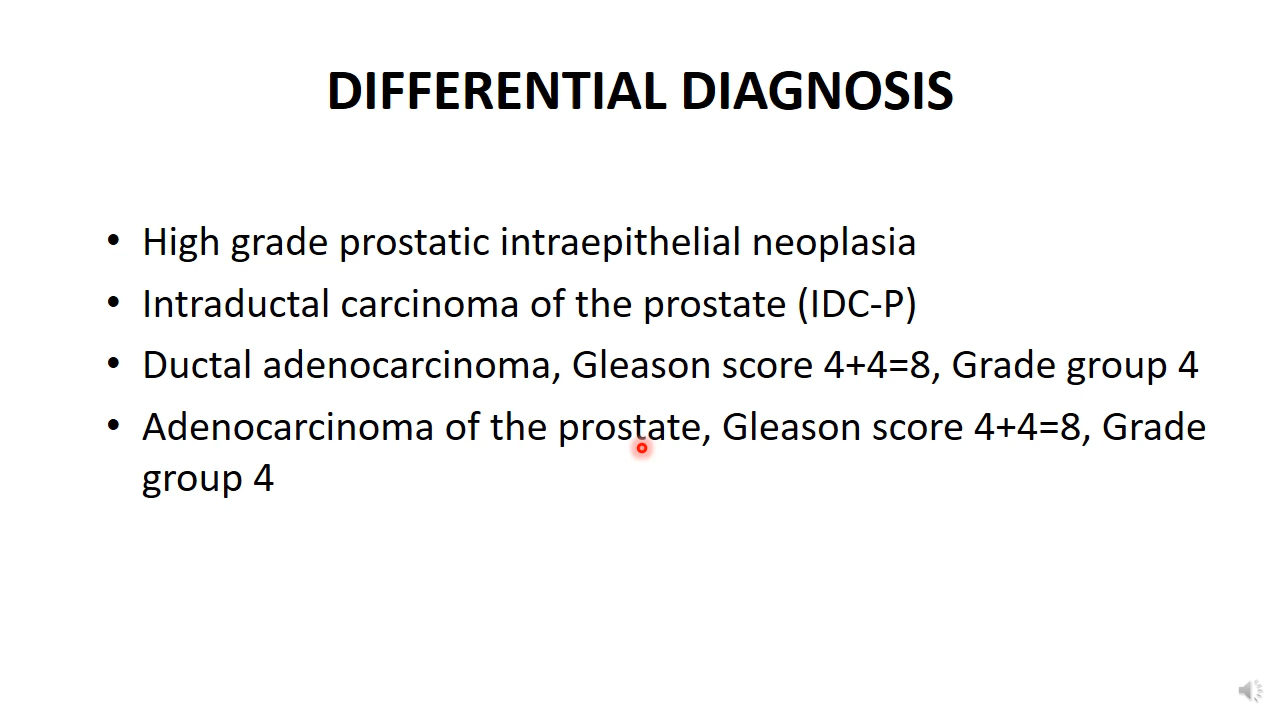 DIFFERENTIAL DIAGNOSIS
• High grade prostatic intraepithelial neoplasia
• Intraductal carcinoma of the prostate (IDC-P)
• Ductal adenocarcinoma, Gleason score 4+4=8, Grade group 4
• Adenocarcinoma of the prostate, Gleason score 4+4=8, Grade
group 4